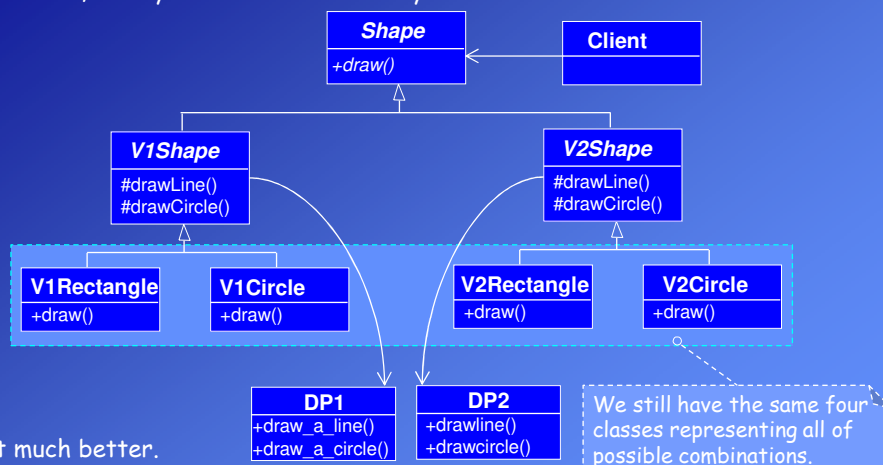 Shape
+draw()
Client
V1Shape
#drawLine()
#drawCircle()
V2Shape
#drawLine()
#drawCircle()
V1Rectangle
+draw()
V1Circle
+draw()
V2Rectangle
+draw()
V2Circle
+draw()
DP1
+draw_a_line()
+draw_a_circle()
DP2
+drawline()
+drawcircle()
We still have the same four
classes representing all of
possible combinations.
much better.